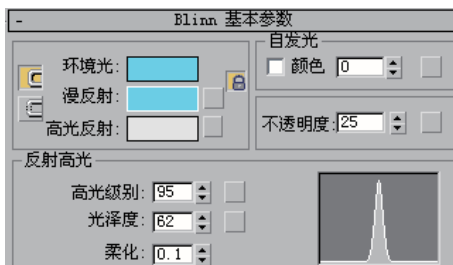 - Blinn 基本参数
自发光
环境光: 颜色 0
漫反射:
高光反射: 不透明度: 25
反射高光
高光级别: 95
光泽度: 62
柔化: 0.1